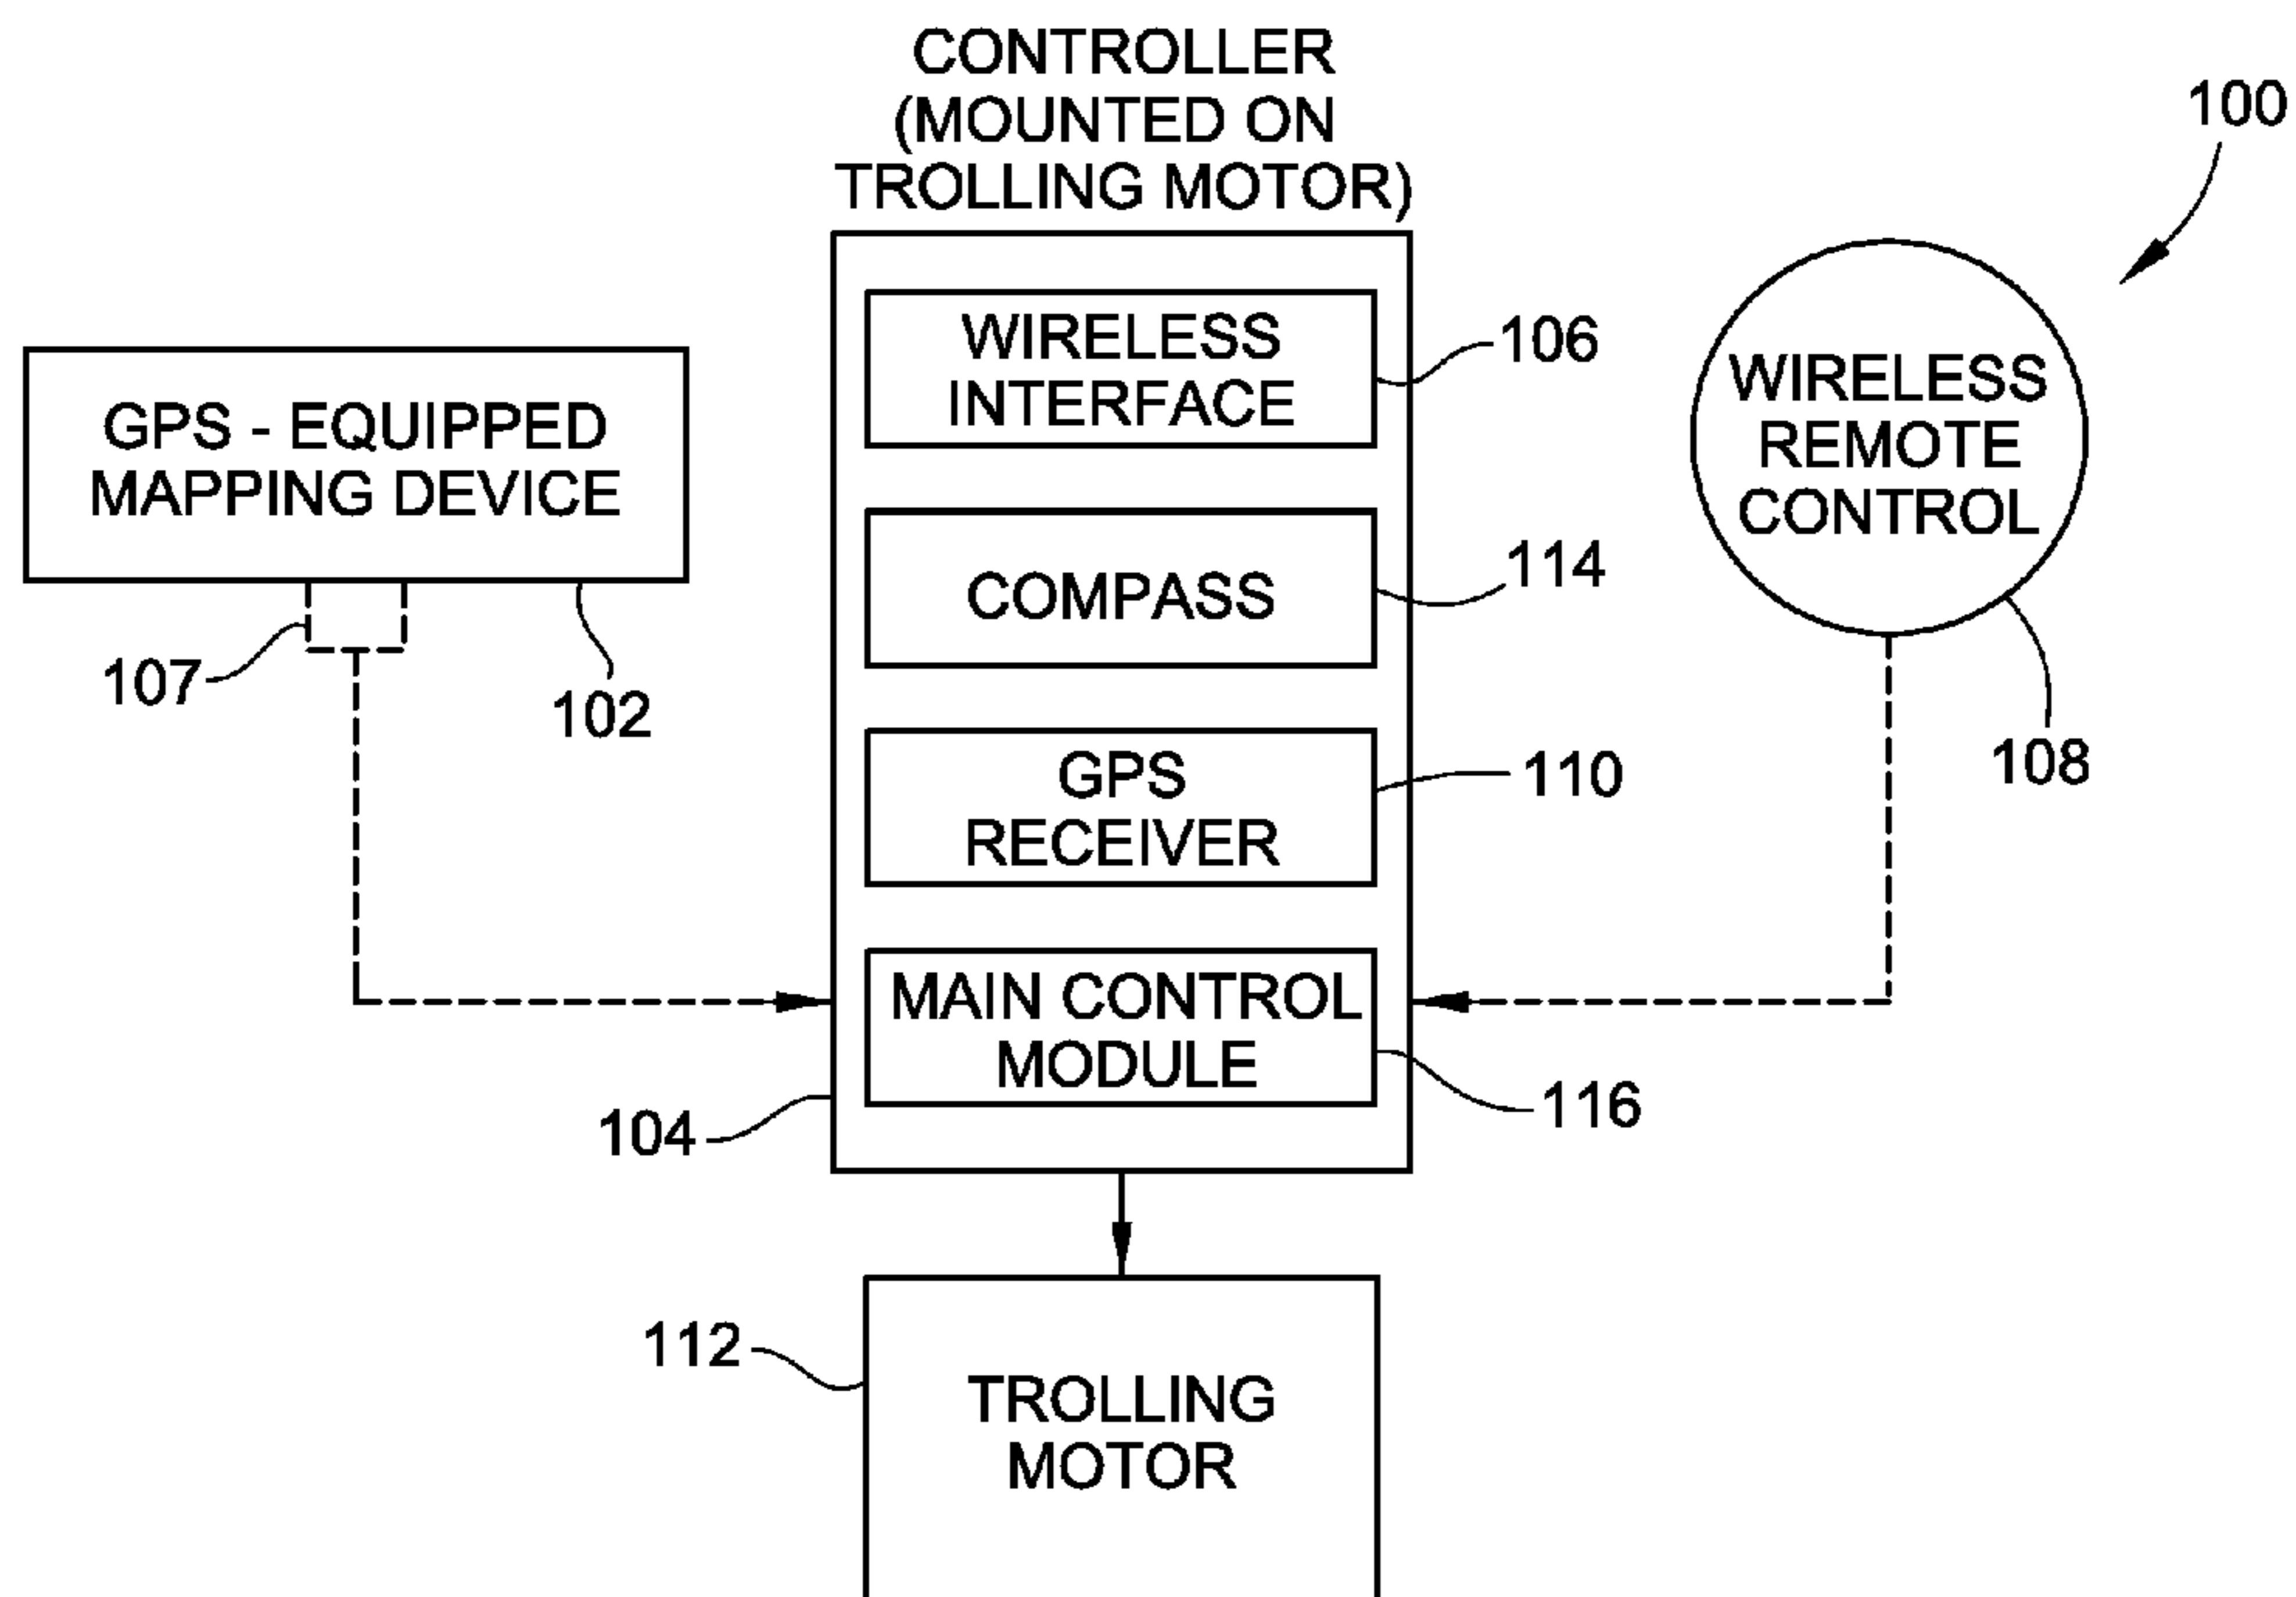 CONTROLLER
(MOUNTED ON
TROLLING MOTOR)
100
WIRELESS
INTERFACE
106
GPS - EQUIPPED
MAPPING DEVICE
107
102
WIRELESS
REMOTE
CONTROL
108
COMPASS
114
GPS
RECEIVER
110
MAIN CONTROL
MODULE
116
104
112
TROLLING
MOTOR